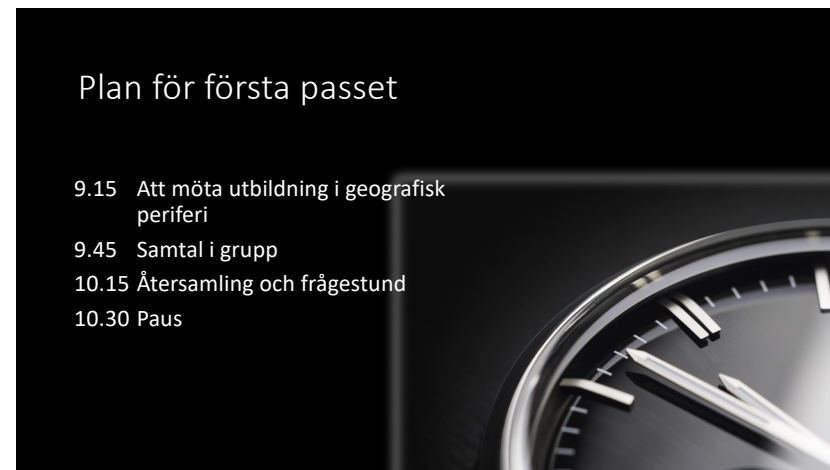 Plan för första passet
9.15 Att möta utbildning i geografisk
periferi
9.45 Samtal i grupp
10.15 Återsamling och frågestund
10.30 Paus